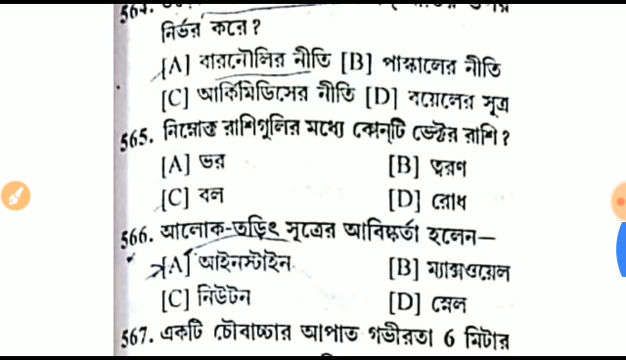 নির্ভর করে?
[A] বারনৌলির নীতি [B] পাস্কালের নীতি
[C] আর্কিমিডিসের নীতি [D] বয়েলের সূত্র
565. নিম্নোক্ত রাশিগুলির মধ্যে কোন্‌টি ভেক্টর রাশি?
[A] ভর [B] ত্বরণ
[C] বল [D] রোধ
566. আলোক-তড়িৎ সূত্রের আবিষ্কর্তা হলেন—
[A] আইনস্টাইন [B] ম্যাক্সওয়েল
[C] নিউটন [D] স্নেল
567. একটি চৌবাচ্চার আপাত গভীরতা 6 মিটার